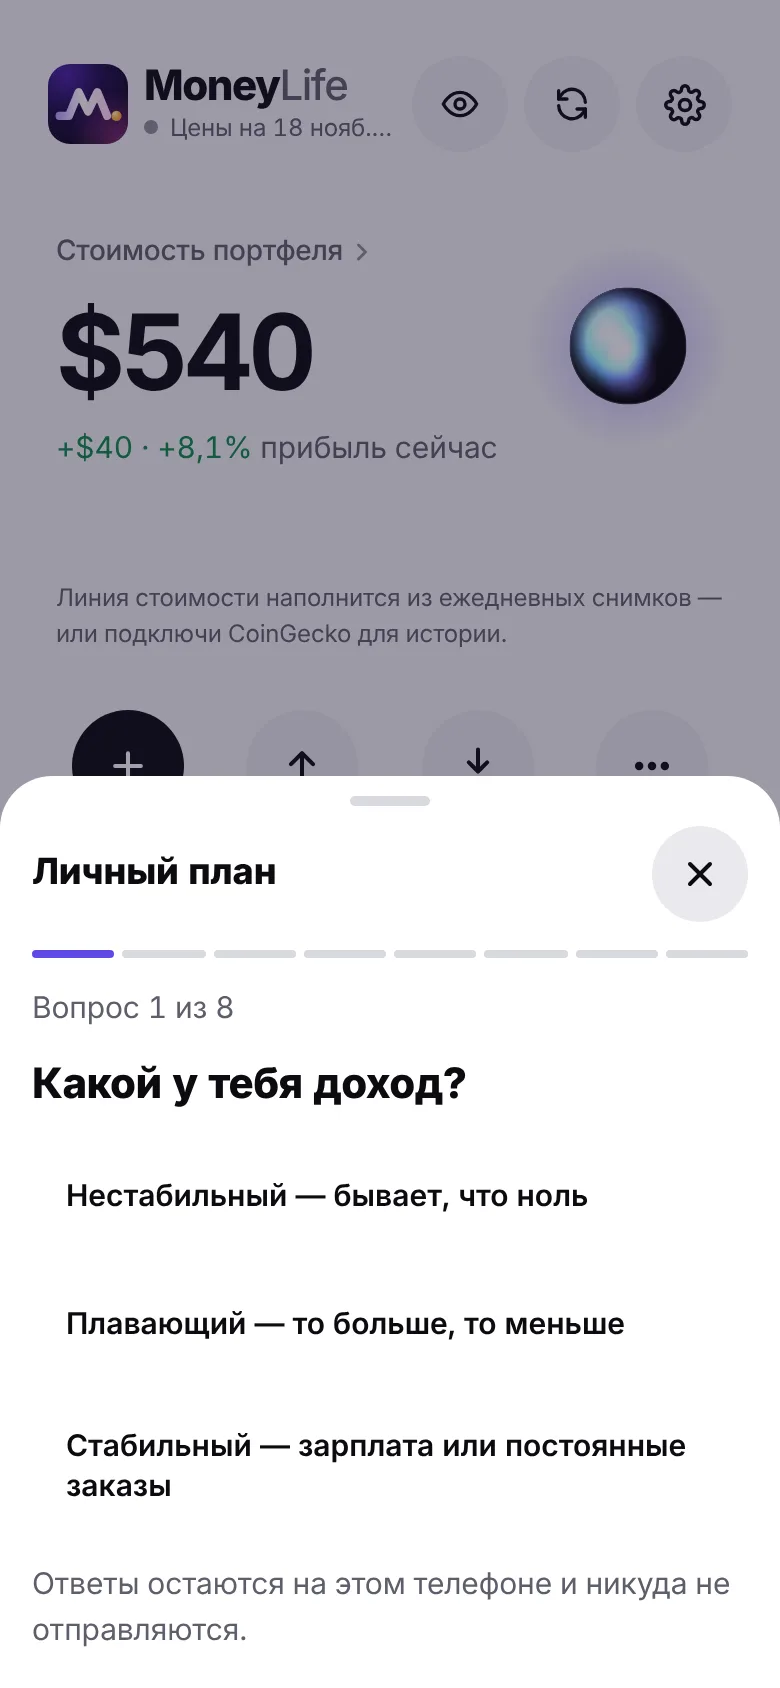 MoneyLife
Цены на 18 нояб....
Стоимость портфеля
$540
+$40 · +8,1% прибыль сейчас
Линия стоимости наполнится из ежедневных снимков —
или подключи CoinGecko для истории.
Личный план
Вопрос 1 из 8
Какой у тебя доход?
Нестабильный — бывает, что ноль
Плавающий — то больше, то меньше
Стабильный — зарплата или постоянные
заказы
Ответы остаются на этом телефоне и никуда не
отправляются.